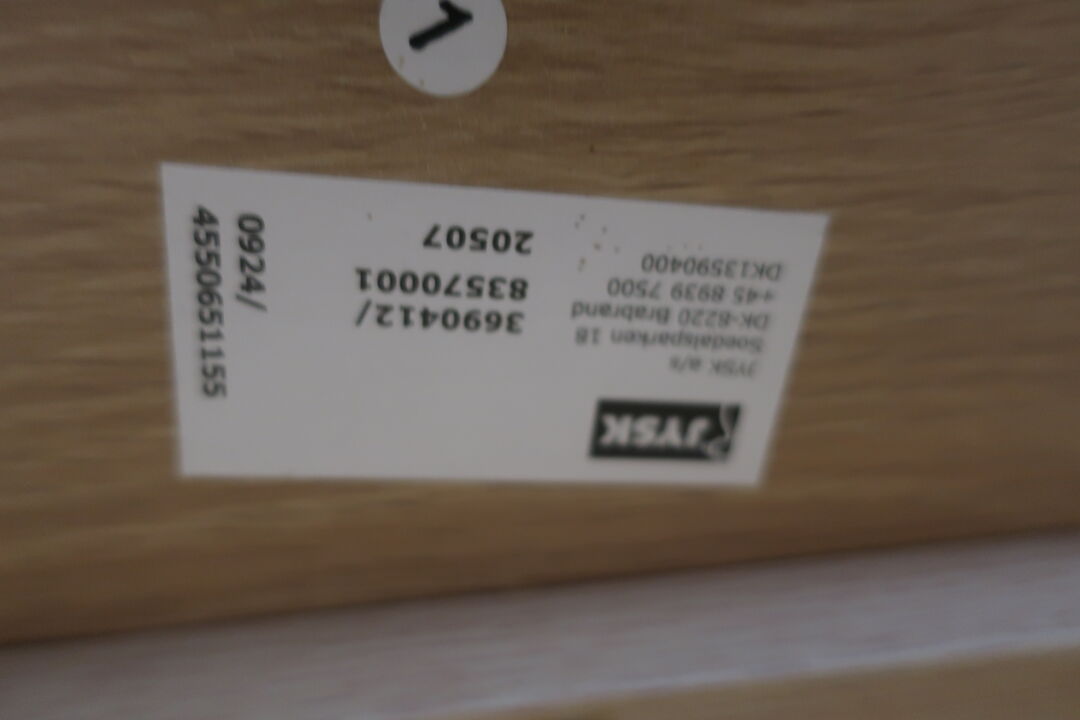 1
JYSK
JYSK a/s
Soedalsparken 18
DK-8220 Brabrand
+45 8939 7500
DK13590400
3690412/
83570001
20507
0924/
4550651155